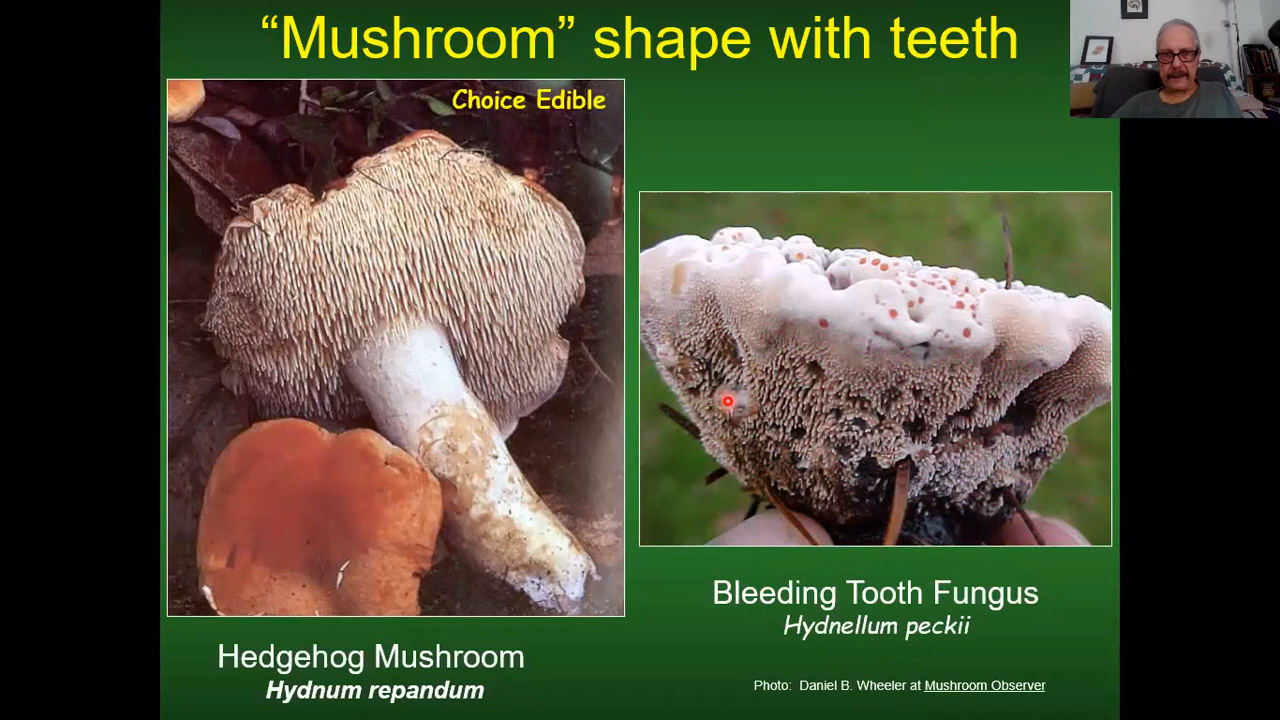 “Mushroom” shape with teeth
Choice Edible
Hedgehog Mushroom
Hydnum repandum
Bleeding Tooth Fungus
Hydnellum peckii
Photo: Daniel B. Wheeler at Mushroom Observer